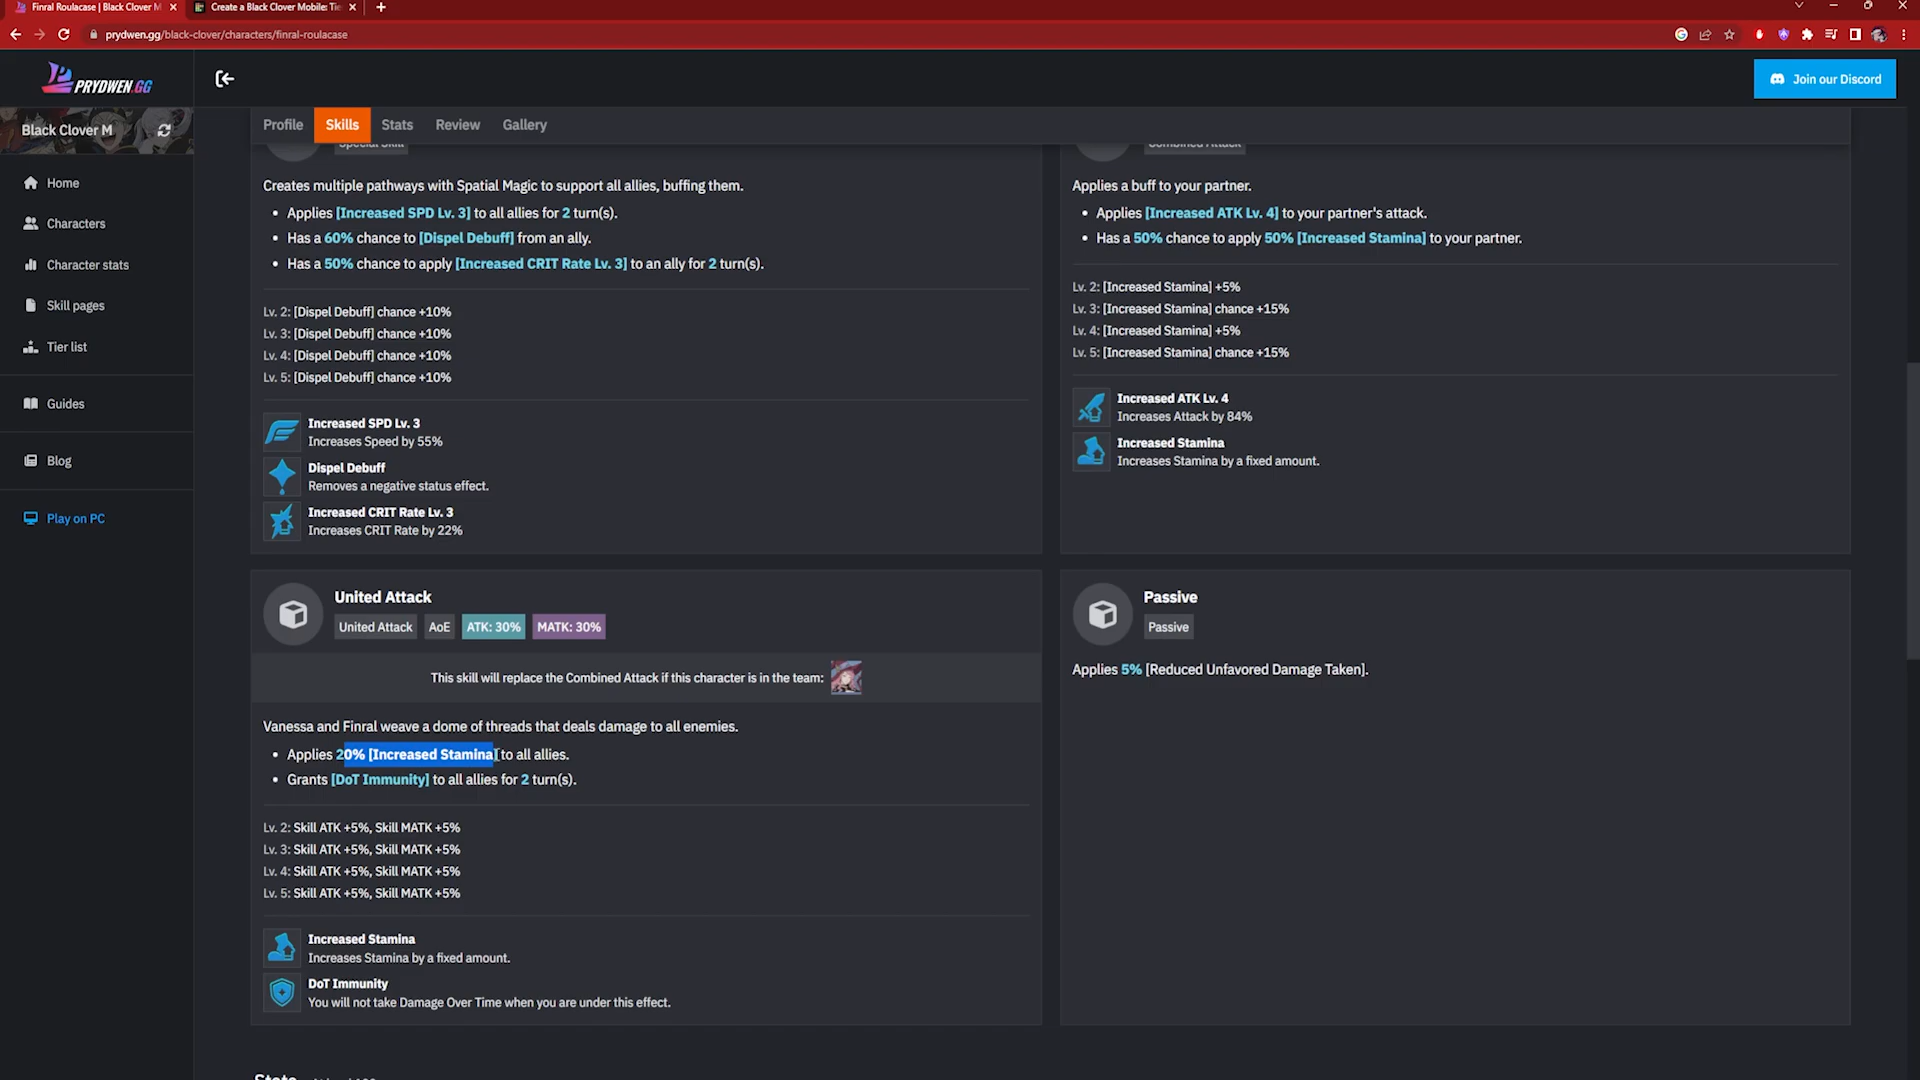 Finral Roulacase | Black Clover M
Create a Black Clover Mobile: Tie
prydwen.gg/black-clover/characters/finral-roulacase
PRYDWEN.GG
Join our Discord
Black Clover M
Home
Characters
Character stats
Skill pages
Tier list
Guides
Blog
Play on PC
Profile
Skills
Stats
Review
Gallery
Special Skill
Creates multiple pathways with Spatial Magic to support all allies, buffing them.
• Applies [Increased SPD Lv. 3] to all allies for 2 turn(s).
• Has a 60% chance to [Dispel Debuff] from an ally.
• Has a 50% chance to apply [Increased CRIT Rate Lv. 3] to an ally for 2 turn(s).
Lv. 2: [Dispel Debuff] chance +10%
Lv. 3: [Dispel Debuff] chance +10%
Lv. 4: [Dispel Debuff] chance +10%
Lv. 5: [Dispel Debuff] chance +10%
Increased SPD Lv. 3
Increases Speed by 55%
Dispel Debuff
Removes a negative status effect.
Increased CRIT Rate Lv. 3
Increases CRIT Rate by 22%
Combined Attack
Applies a buff to your partner.
• Applies [Increased ATK Lv. 4] to your partner's attack.
• Has a 50% chance to apply 50% [Increased Stamina] to your partner.
Lv. 2: [Increased Stamina] +5%
Lv. 3: [Increased Stamina] chance +15%
Lv. 4: [Increased Stamina] +5%
Lv. 5: [Increased Stamina] chance +15%
Increased ATK Lv. 4
Increases Attack by 84%
Increased Stamina
Increases Stamina by a fixed amount.
United Attack
United Attack
AoE
ATK: 30%
MATK: 30%
This skill will replace the Combined Attack if this character is in the team:
Vanessa and Finral weave a dome of threads that deals damage to all enemies.
• Applies 20% [Increased Stamina] to all allies.
• Grants [DoT Immunity] to all allies for 2 turn(s).
Lv. 2: Skill ATK +5%, Skill MATK +5%
Lv. 3: Skill ATK +5%, Skill MATK +5%
Lv. 4: Skill ATK +5%, Skill MATK +5%
Lv. 5: Skill ATK +5%, Skill MATK +5%
Increased Stamina
Increases Stamina by a fixed amount.
DoT Immunity
You will not take Damage Over Time when you are under this effect.
Passive
Passive
Applies 5% [Reduced Unfavored Damage Taken].
Stats